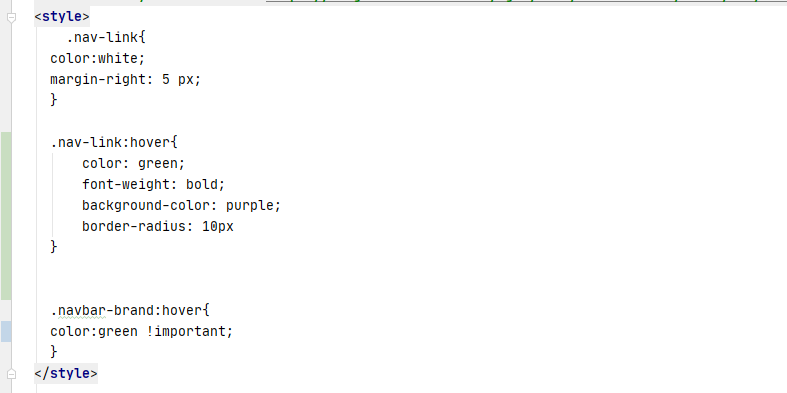 <style>
.nav-link{
color:white;
margin-right: 5 px;
}
.nav-link:hover{
color: green;
font-weight: bold;
background-color: purple;
border-radius: 10px
}
.navbar-brand:hover{
color:green !important;
}
</style>